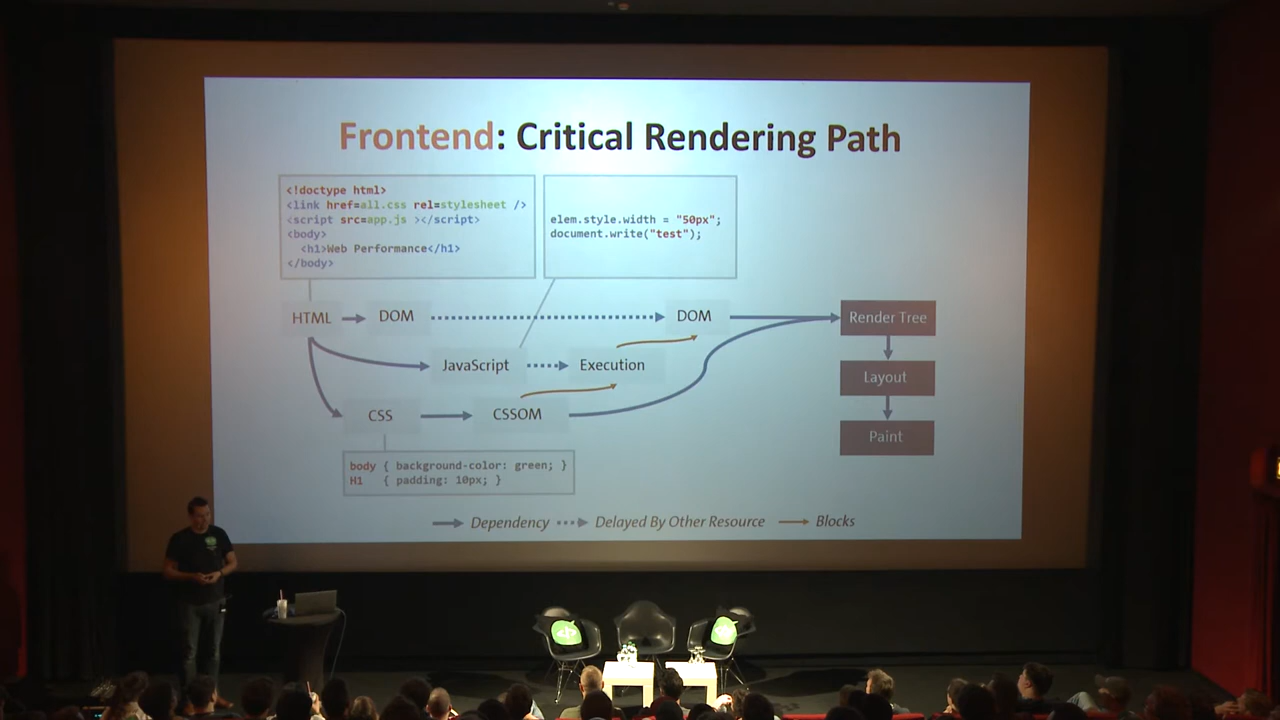 Frontend: Critical Rendering Path
<!doctype html>
<link href=all.css rel=stylesheet />
<script src=app.js ></script>
<body>
<h1>Web Performance</h1>
</body>
elem.style.width = "50px";
document.write("test");
HTML
DOM
DOM
Render Tree
JavaScript
Execution
Layout
CSS
CSSOM
Paint
body { background-color: green; }
H1 { padding: 10px; }
Dependency
Delayed By Other Resource
Blocks